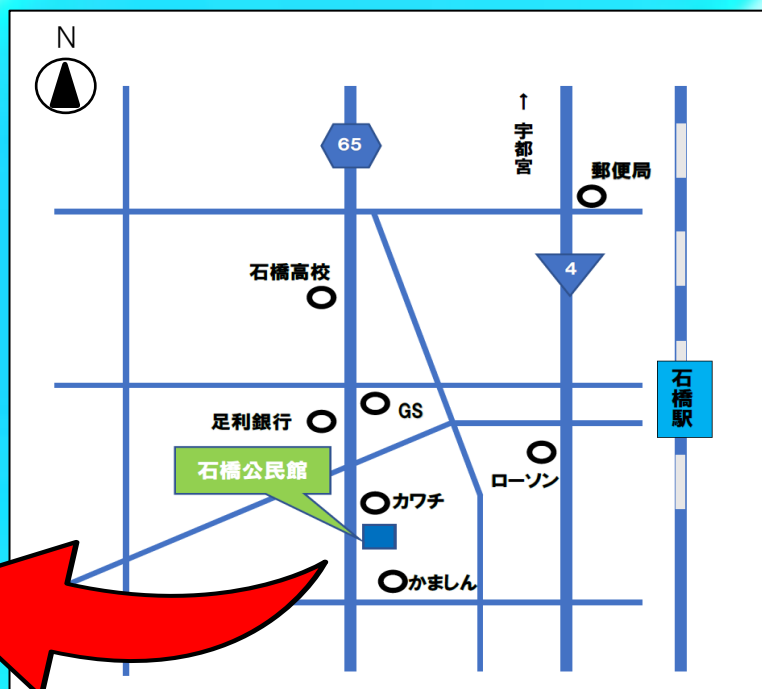 N
65
↑ 宇都宮
郵便局
4
石橋高校
石橋駅
GS
足利銀行
石橋公民館
ローソン
カワチ
かましん